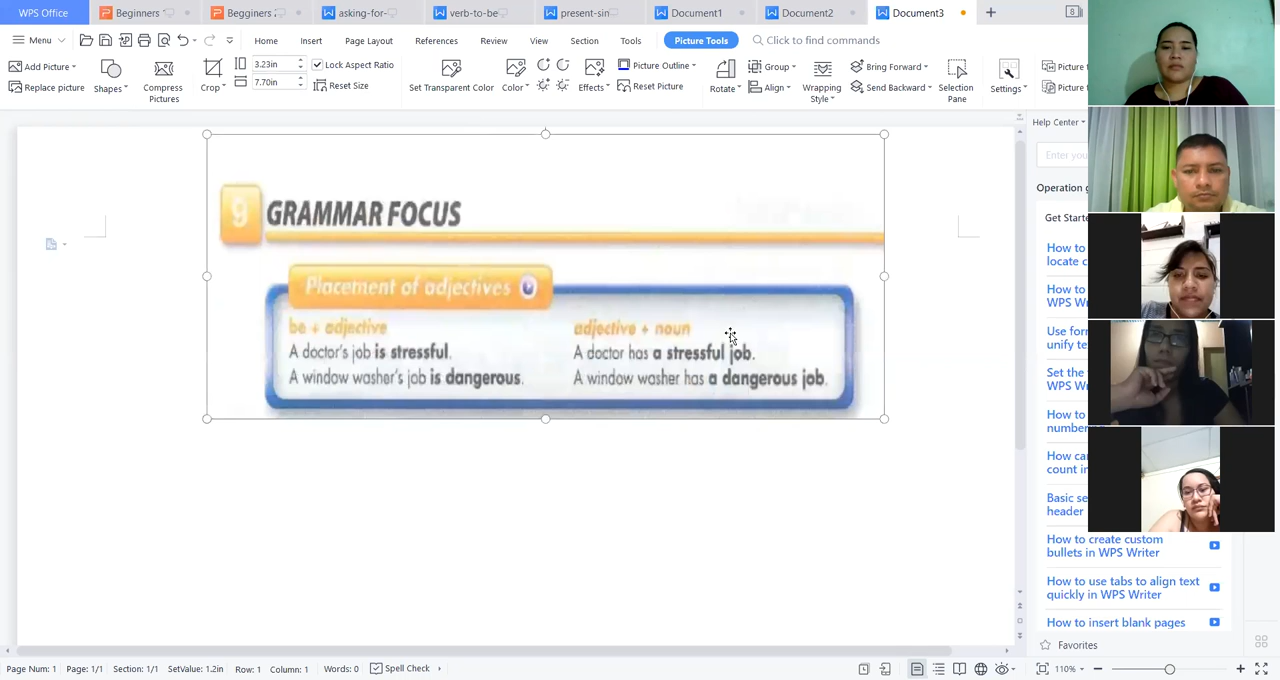 WPS Office
Beginners
Begginers
asking-for-
verb-to-be
present-sin
Document1
Document2
Document3
Menu
Home
Insert
Page Layout
References
Review
View
Section
Tools
Picture Tools
Click to find commands
Add Picture
Replace picture
Shapes
Compress Pictures
Crop
3.23in
7.70in
Lock Aspect Ratio
Reset Size
Set Transparent Color
Color
Effects
Picture Outline
Reset Picture
Rotate
Group
Align
Wrapping Style
Bring Forward
Send Backward
Selection Pane
Settings
Picture
Picture
Help Center
Enter you
Operation
Get Starte
How to
locate c
How to
WPS Wri
Use for
unify te
Set the
WPS Wr
How to
number
How ca
count in
Basic se
header
How to create custom
bullets in WPS Writer
How to use tabs to align text
quickly in WPS Writer
How to insert blank pages
Favorites
9 GRAMMAR FOCUS
Placement of adjectives
be + adjective
A doctor's job is stressful.
A window washer's job is dangerous.
adjective + noun
A doctor has a stressful job.
A window washer has a dangerous job.
Page Num: 1 Page: 1/1 Section: 1/1 SetValue: 1.2in Row: 1 Column: 1 Words: 0 Spell Check 110%